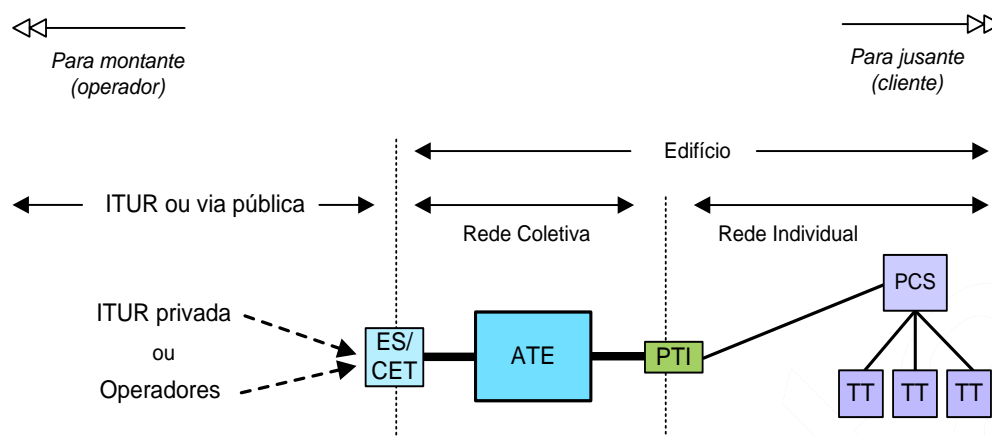 Para montante
(operador)
Para jusante
(cliente)
Edifício
ITUR ou via pública
Rede Coletiva
Rede Individual
ITUR privada
ou
Operadores
ES/
CET
ATE
PTI
PCS
TT
TT
TT